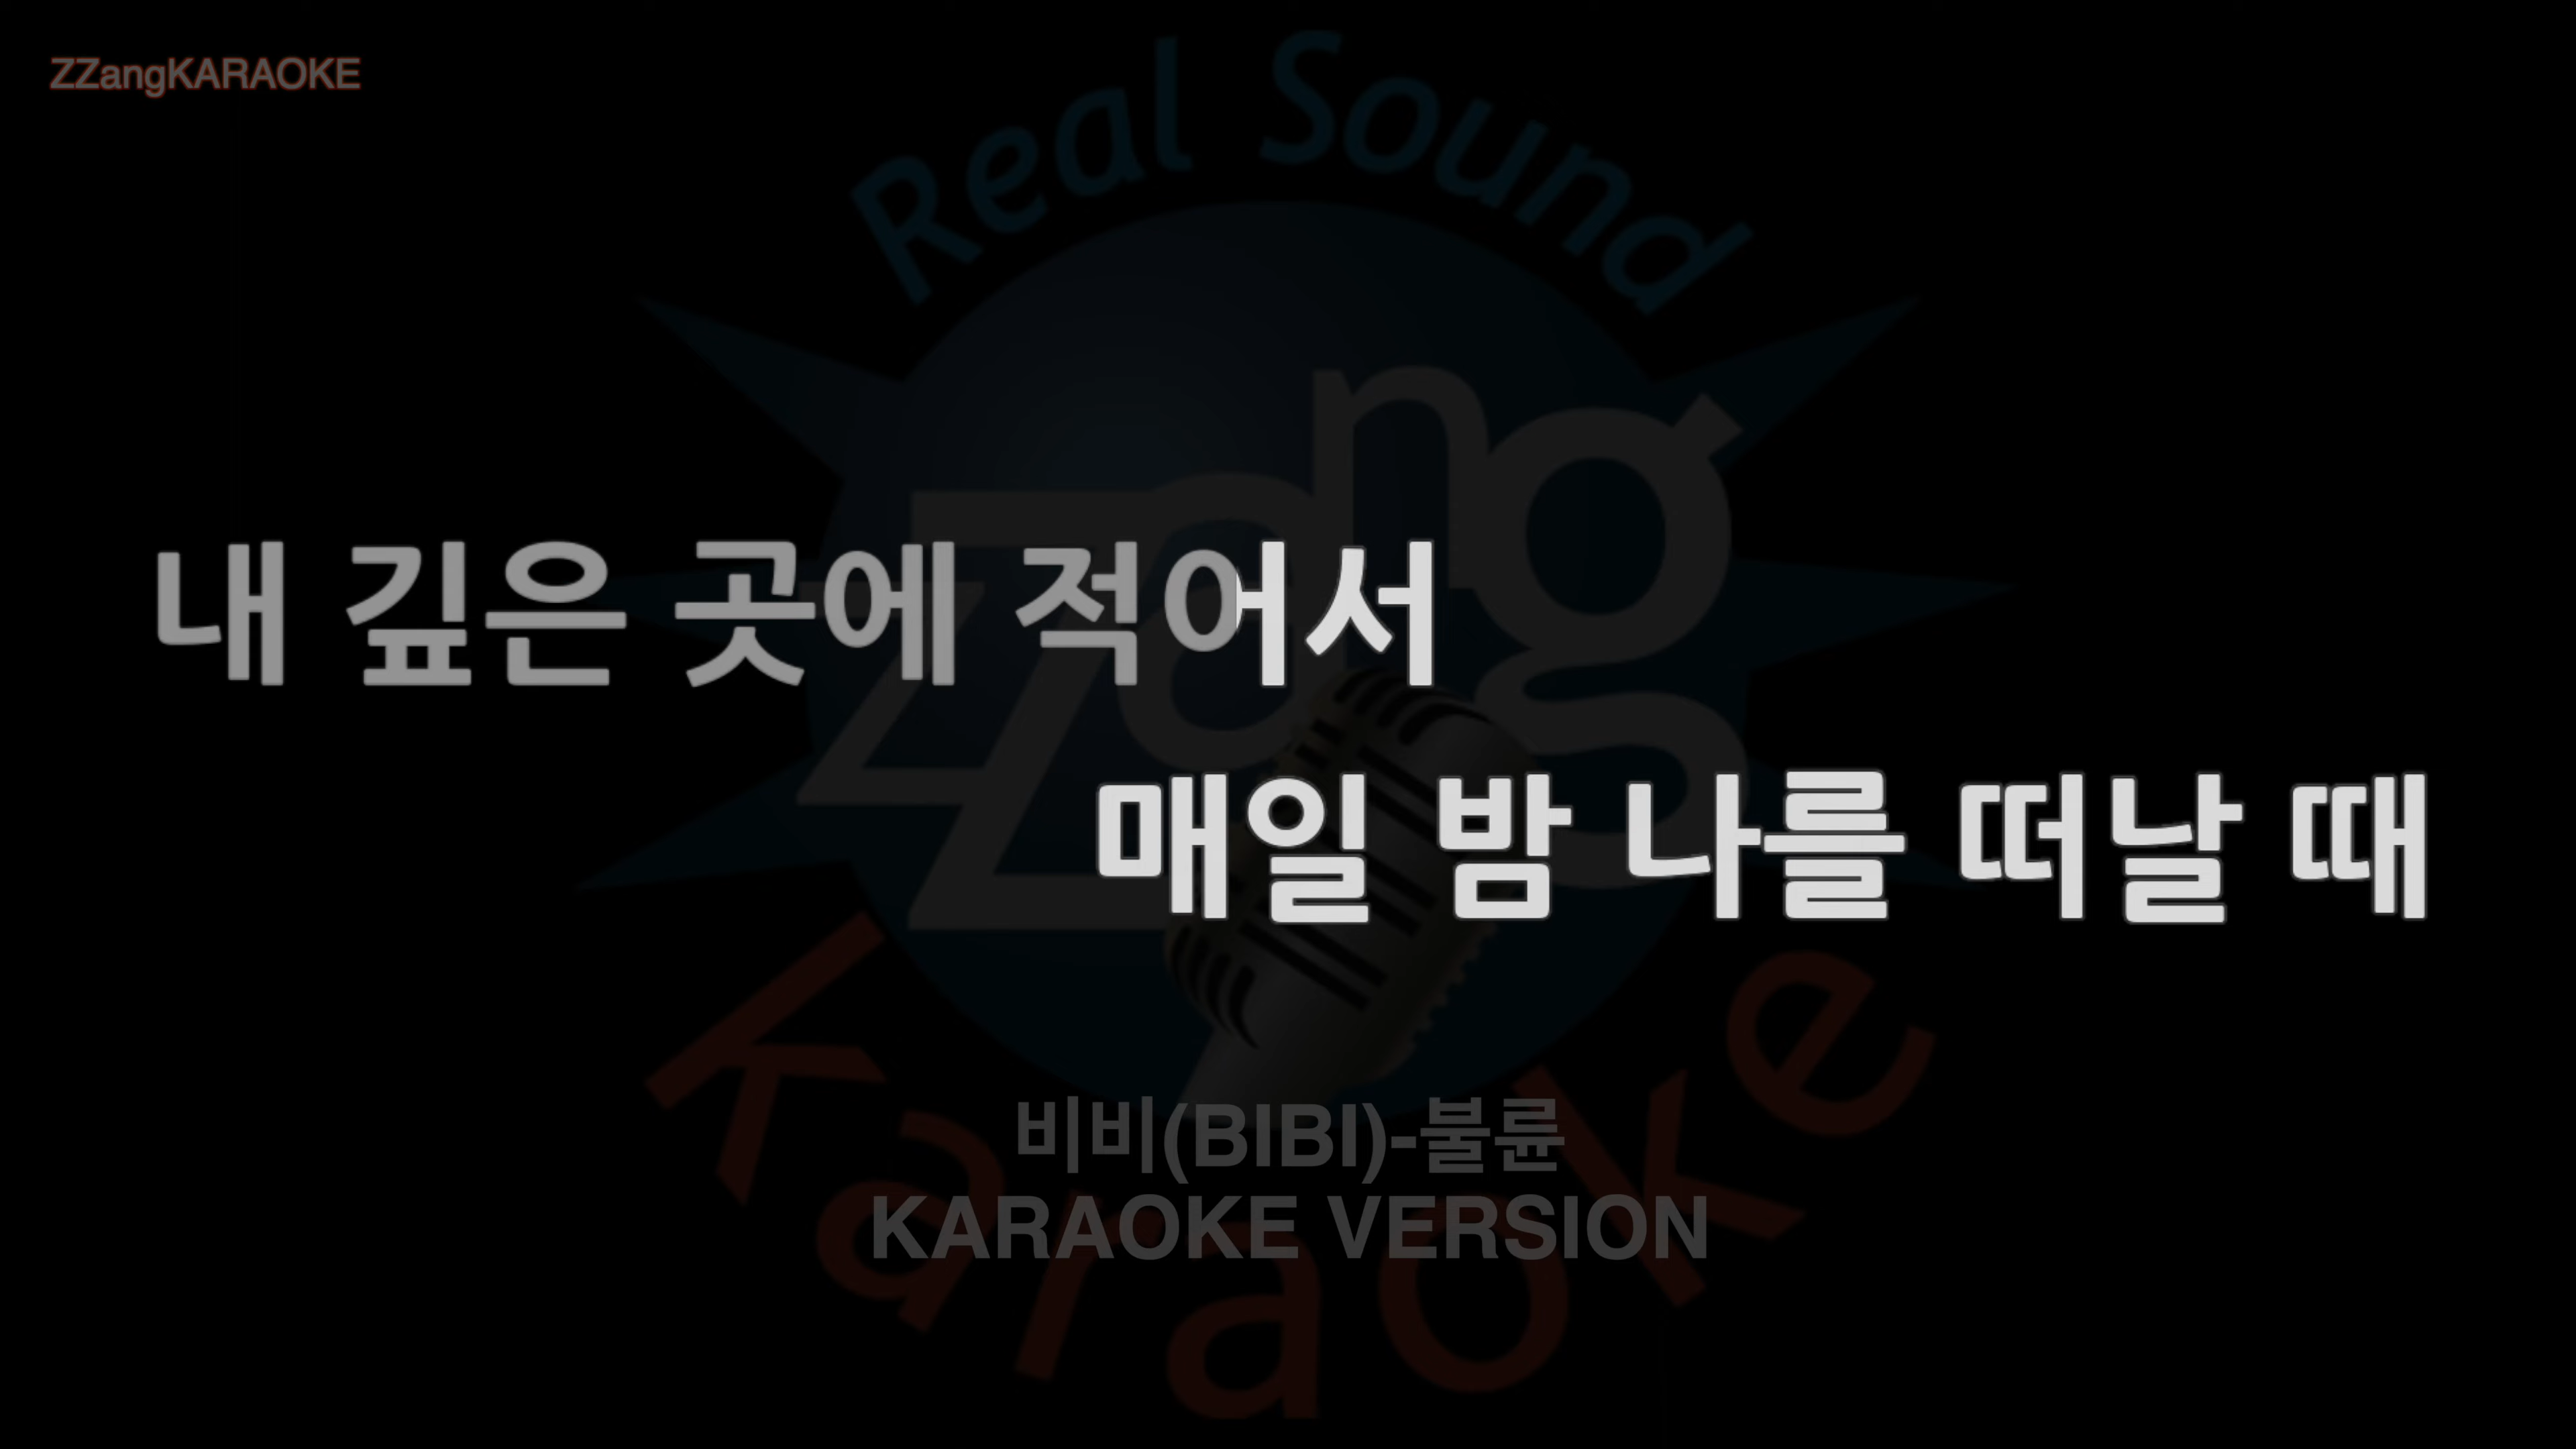 ZZangKARAOKE
Real Sound
ZZang
내 깊은 곳에 적어서
매일 밤 나를 떠날 때
비비(BIBI)-불륜
KARAOKE VERSION
Karaoke